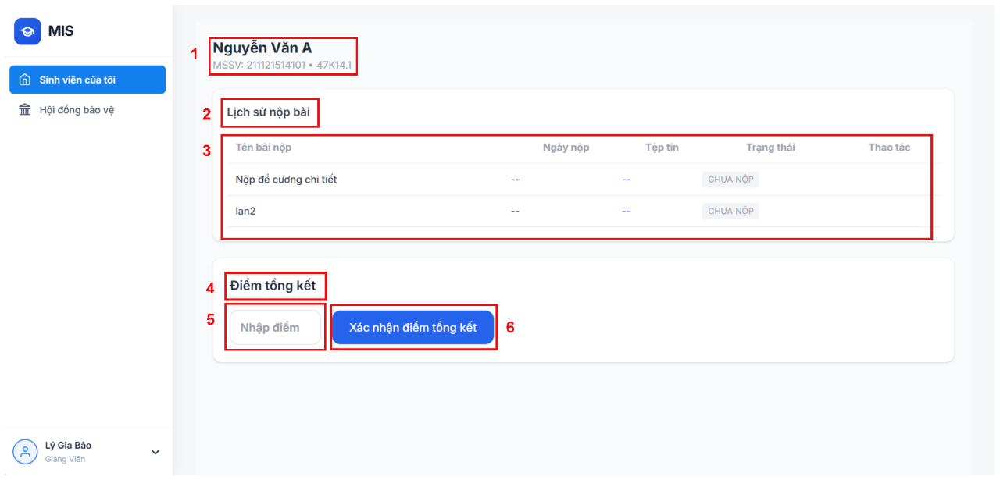 MIS
Sinh viên của tôi
Hội đồng bảo vệ
1
Nguyễn Văn A
MSSV: 211121514101 • 47K14.1
2
Lịch sử nộp bài
3
Tên bài nộp Ngày nộp Tệp tin Trạng thái Thao tác
Nộp đề cương chi tiết -- -- CHƯA NỘP
lan2 -- -- CHƯA NỘP
4
Điểm tổng kết
5
Nhập điểm
Xác nhận điểm tổng kết
6
Lý Gia Bảo
Giảng Viên